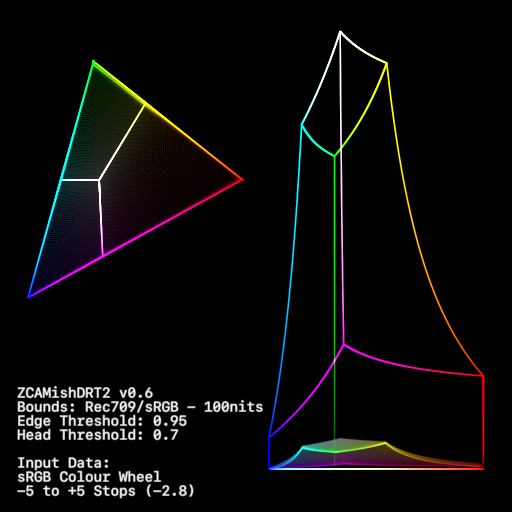 ZCAMishDRT2 v0.6
Bounds: Rec709/sRGB – 100nits
Edge Threshold: 0.95
Head Threshold: 0.7
Input Data:
sRGB Colour Wheel
–5 to +5 Stops (–2.8)